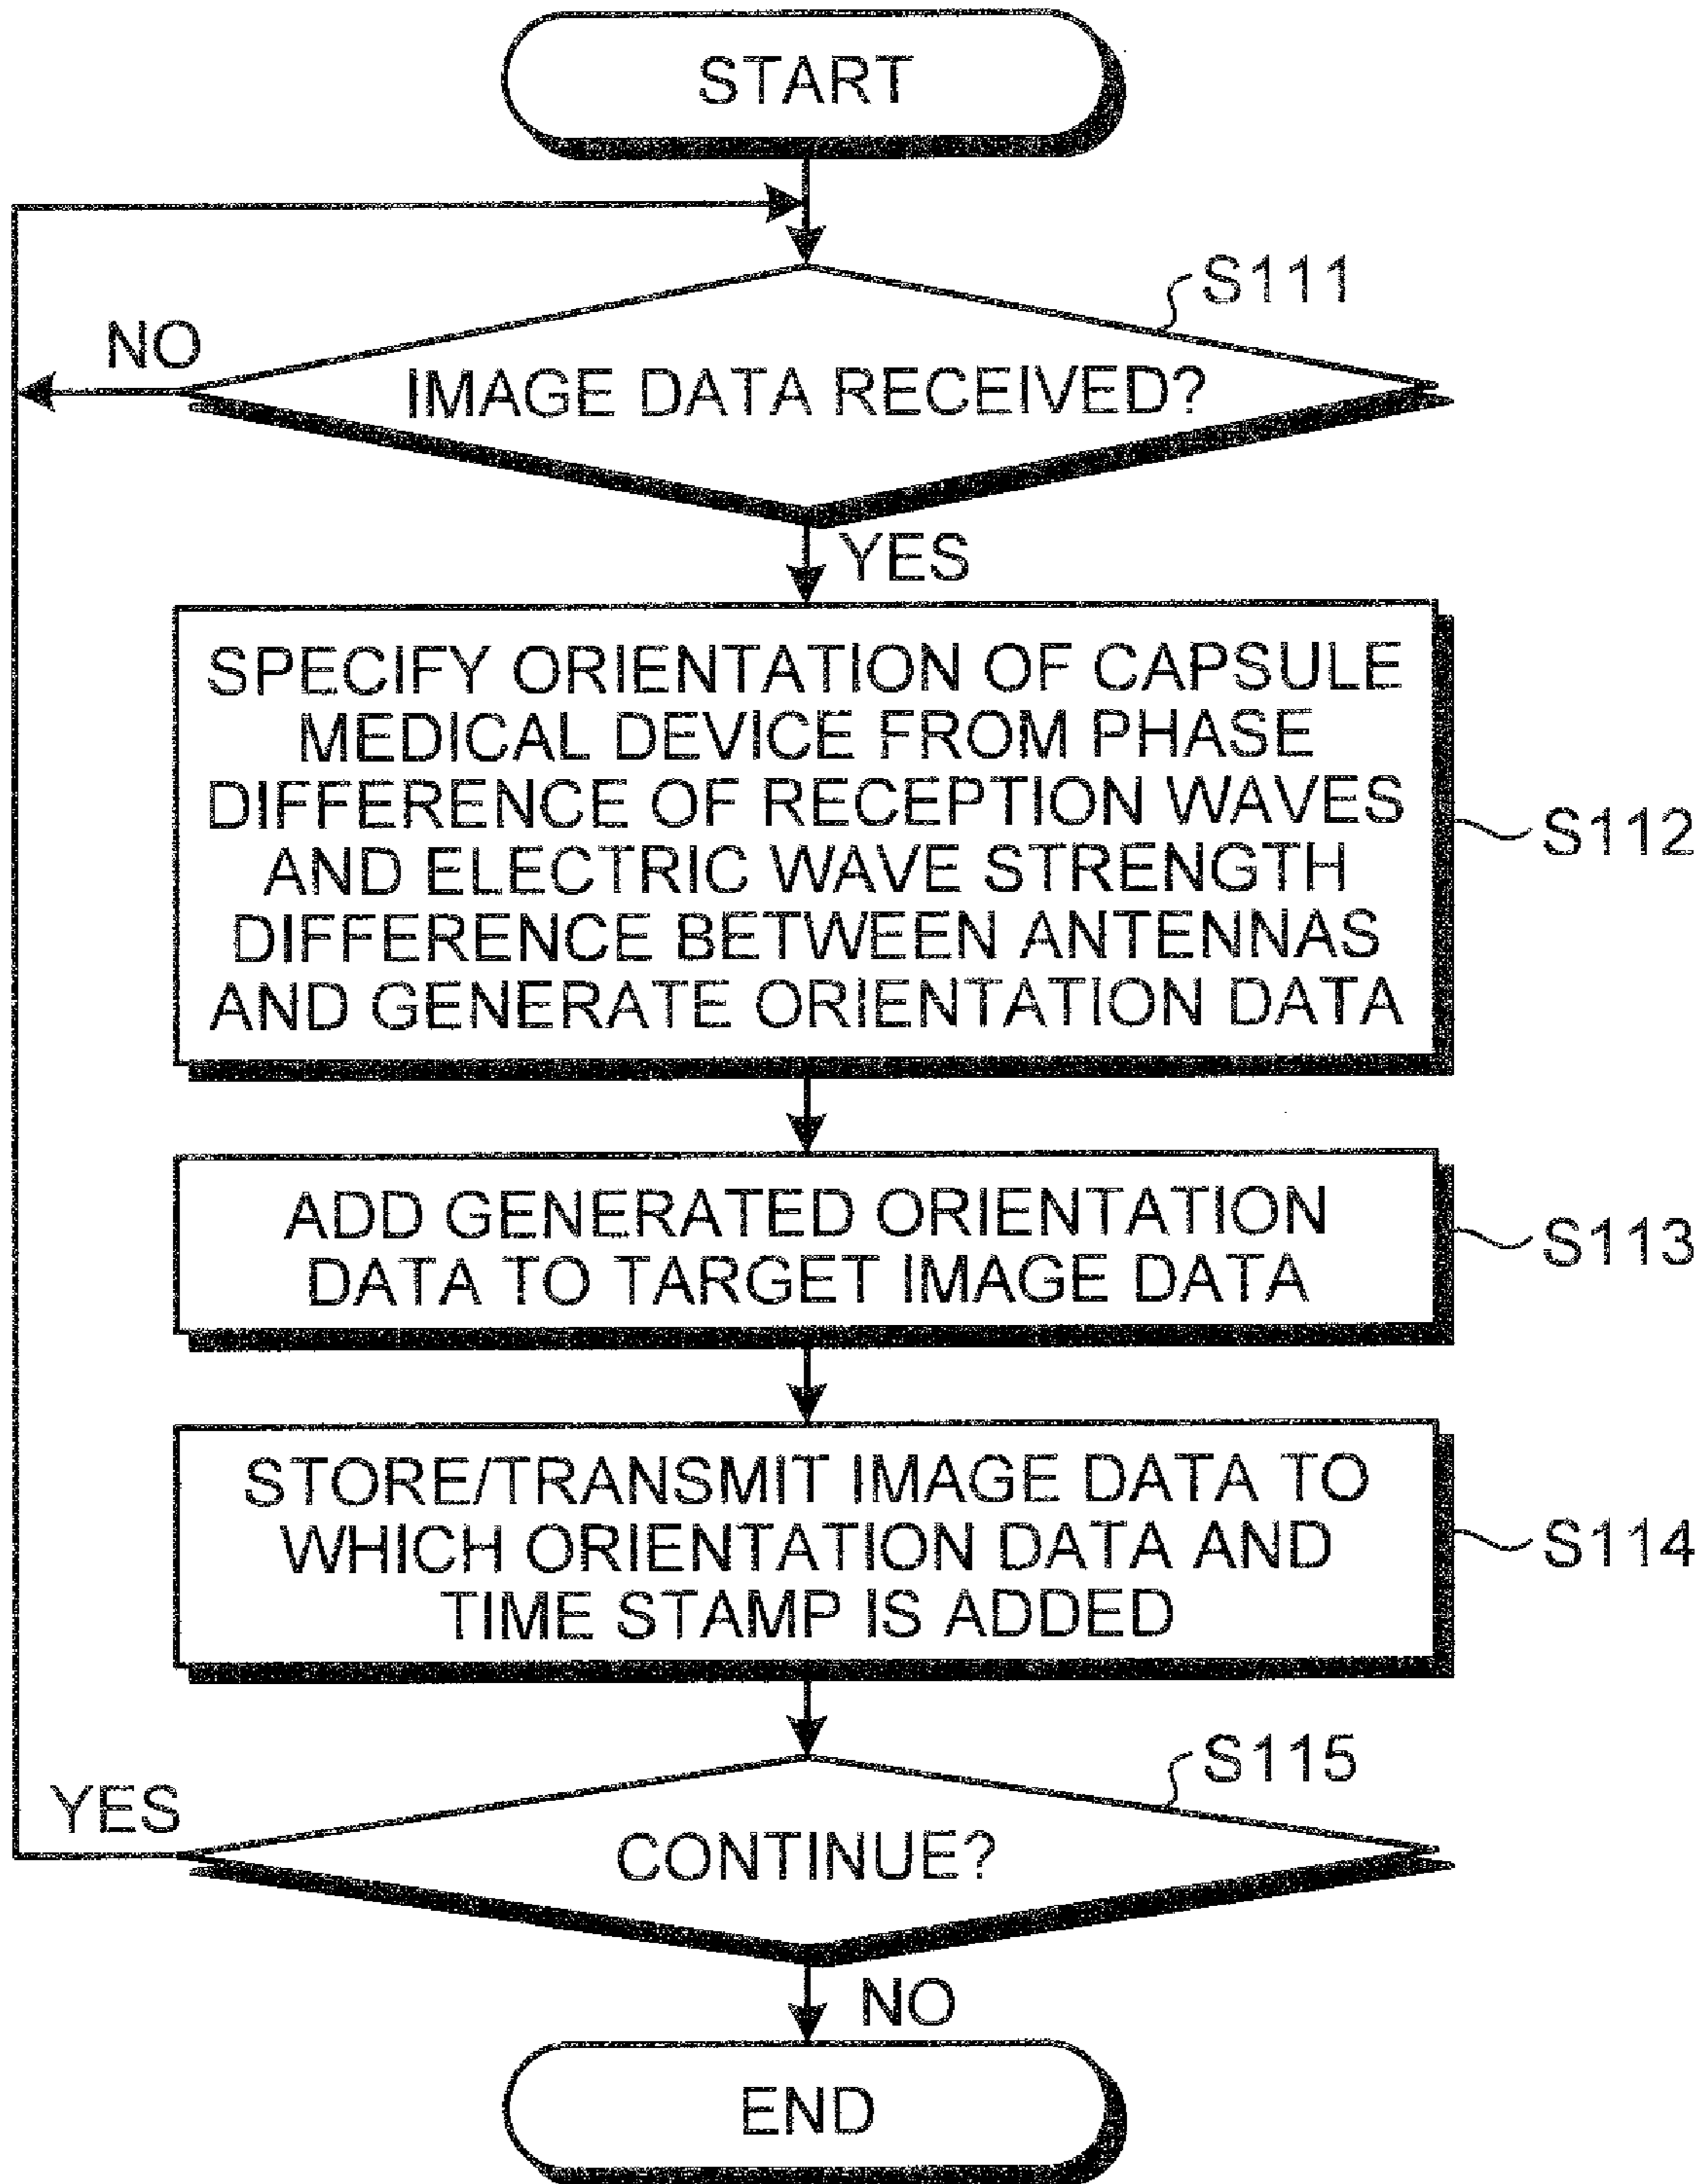 START
S111
NO
IMAGE DATA RECEIVED?
YES
SPECIFY ORIENTATION OF CAPSULE
MEDICAL DEVICE FROM PHASE
DIFFERENCE OF RECEPTION WAVES
AND ELECTRIC WAVE STRENGTH
DIFFERENCE BETWEEN ANTENNAS
AND GENERATE ORIENTATION DATA
S112
ADD GENERATED ORIENTATION
DATA TO TARGET IMAGE DATA
S113
STORE/TRANSMIT IMAGE DATA TO
WHICH ORIENTATION DATA AND
TIME STAMP IS ADDED
S114
S115
YES
CONTINUE?
NO
END